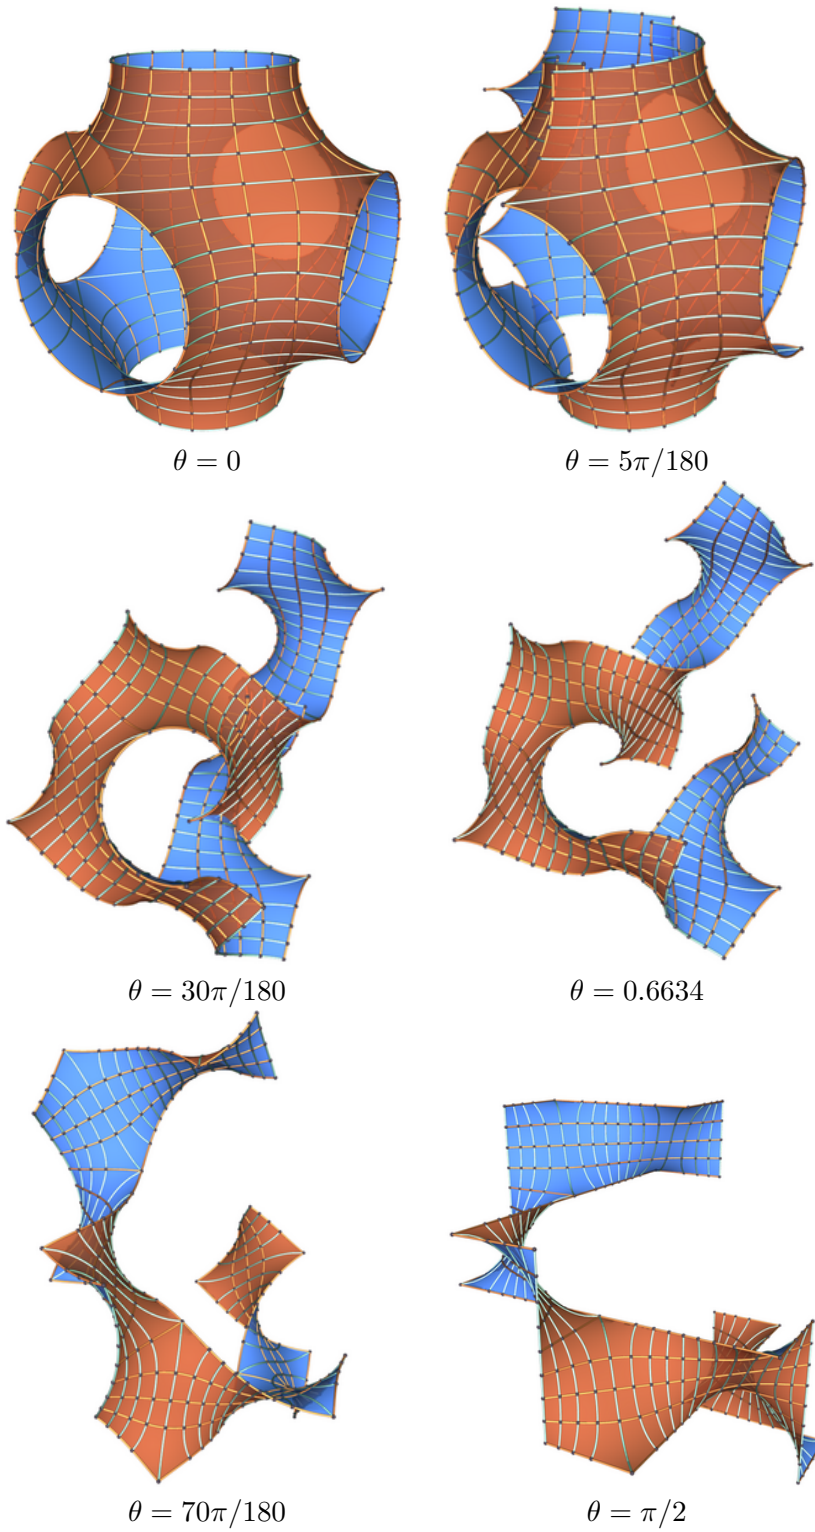 θ = 0
θ = 5π/180
θ = 30π/180
θ = 0.6634
θ = 70π/180
θ = π/2